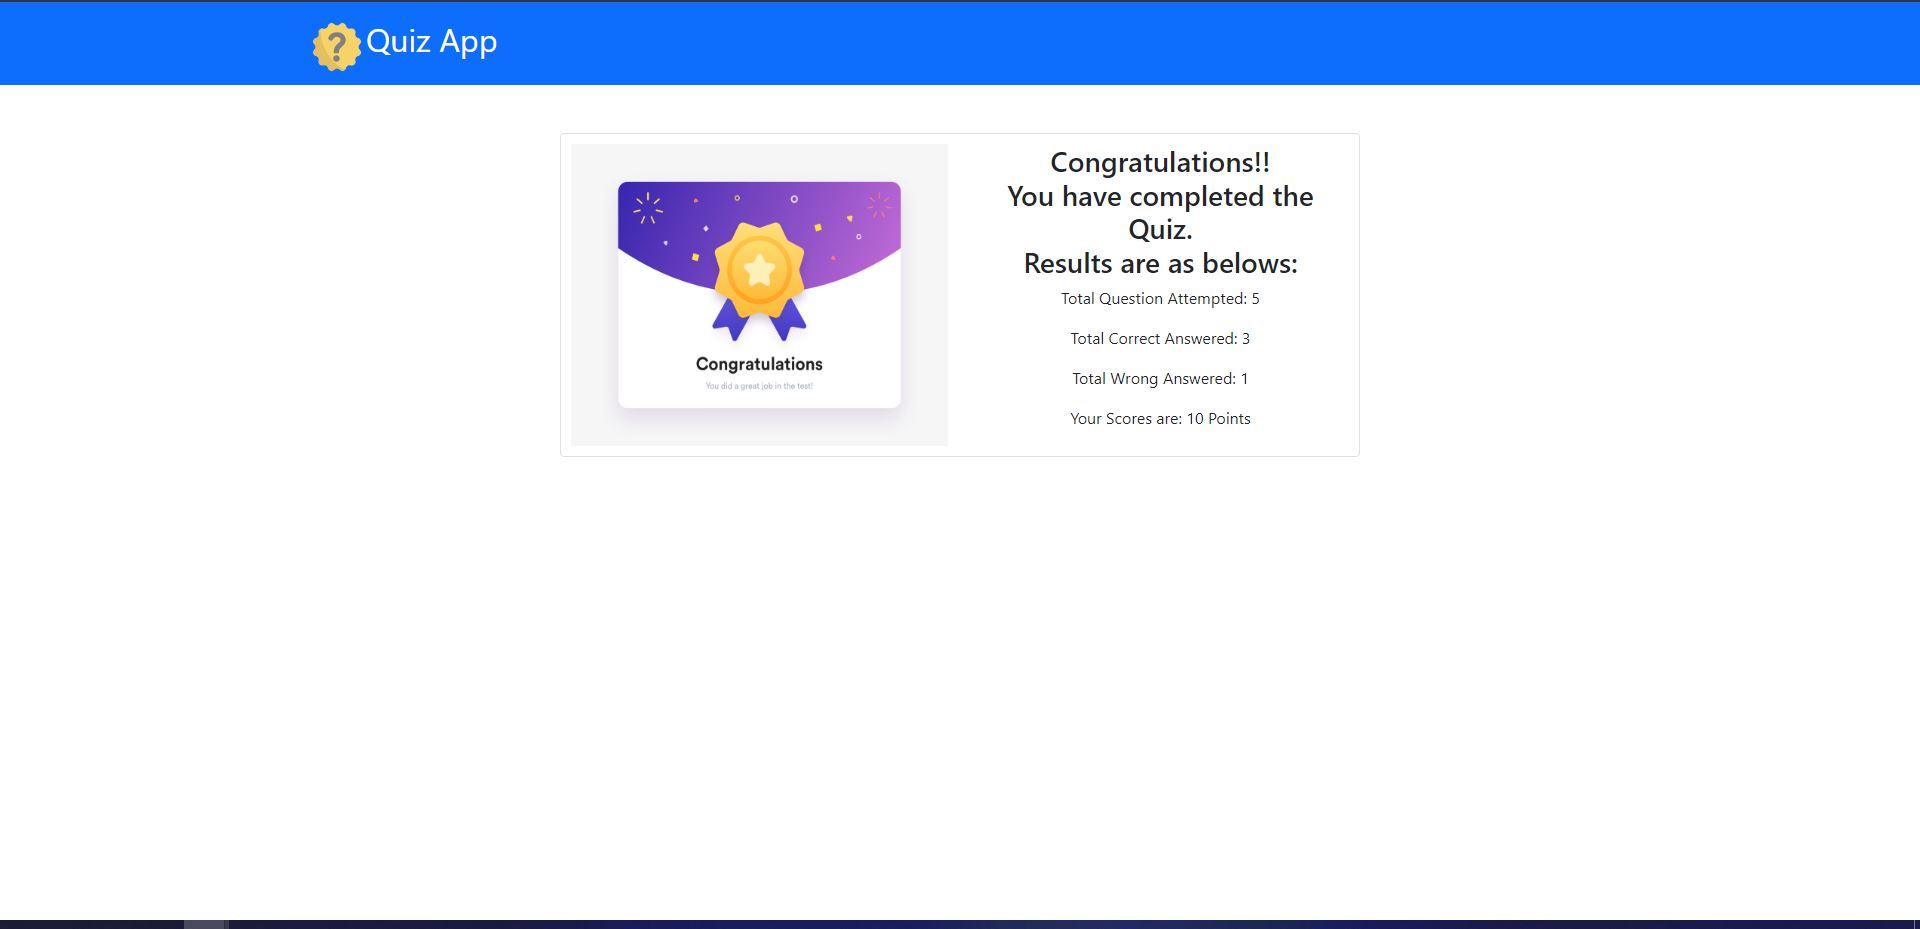 Quiz App
Congratulations
You did a great job in the test!
Congratulations!!
You have completed the
Quiz.
Results are as belows:
Total Question Attempted: 5
Total Correct Answered: 3
Total Wrong Answered: 1
Your Scores are: 10 Points